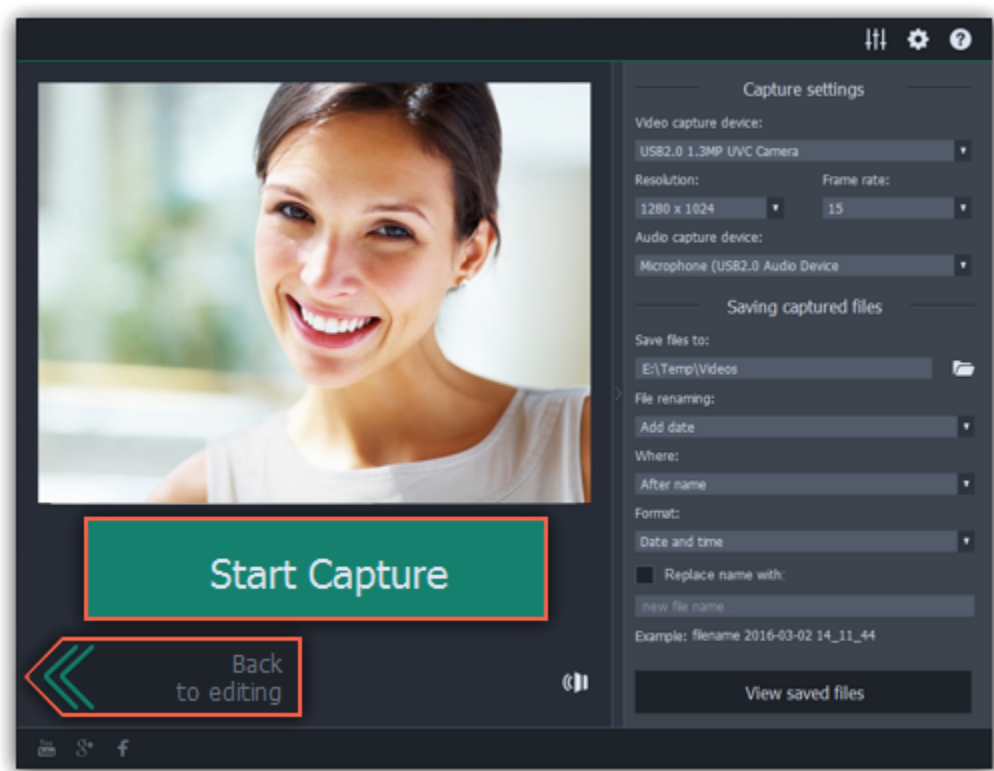 Capture settings
Video capture device:
USB2.0 1.3MP UVC Camera
Resolution: Frame rate:
1280 x 1024 15
Audio capture device:
Microphone (USB2.0 Audio Device
Saving captured files
Save files to:
E:\Temp\Videos
File renaming:
Add date
Where:
After name
Format:
Date and time
Replace name with:
new file name
Example: filename 2016-03-02 14_11_44
View saved files
Start Capture
Back
to editing